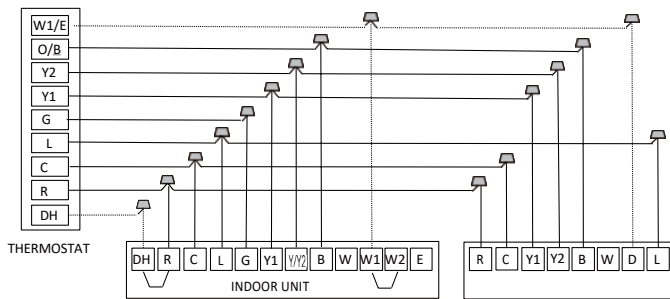 W1/E
O/B
Y2
Y1
G
L
C
R
DH
THERMOSTAT
DH R C L G Y1 Y/Y2 B W W1 W2 E
INDOOR UNIT
R C Y1 Y2 B W D L